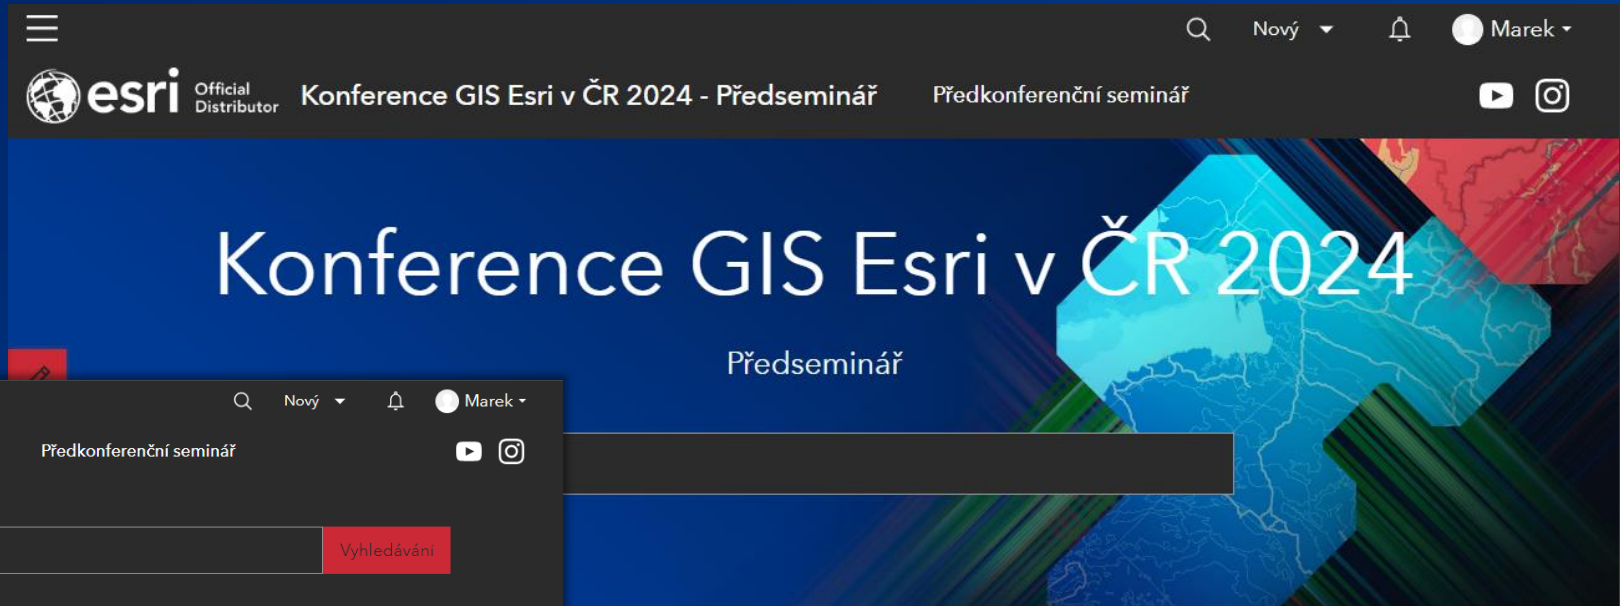 Nový
Marek
esri Official Distributor
Konference GIS Esri v ČR 2024 - Předseminář
Předkonferenční seminář
Konference GIS Esri v ČR 2024
Předseminář
Nový
Marek
Předkonferenční seminář
Vyhledávání